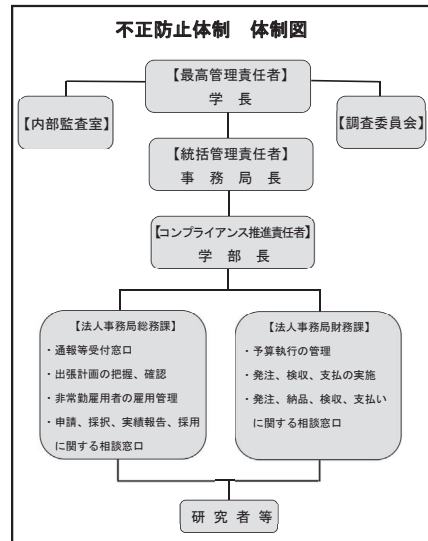 不正防止体制　体制図
【最高管理責任者】
学　長
【内部監査室】
【調査委員会】
【統括管理責任者】
事　務　局　長
【コンプライアンス推進責任者】
学　部　長
【法人事務局総務課】
・通報等受付窓口
・出張計画の把握、確認
・非常勤雇用者の雇用管理
・申請、採択、実績報告、採用
に関する相談窓口
【法人事務局財務課】
・予算執行の管理
・発注、検収、支払の実施
・発注、納品、検収、支払い
に関する相談窓口
研　究　者　等